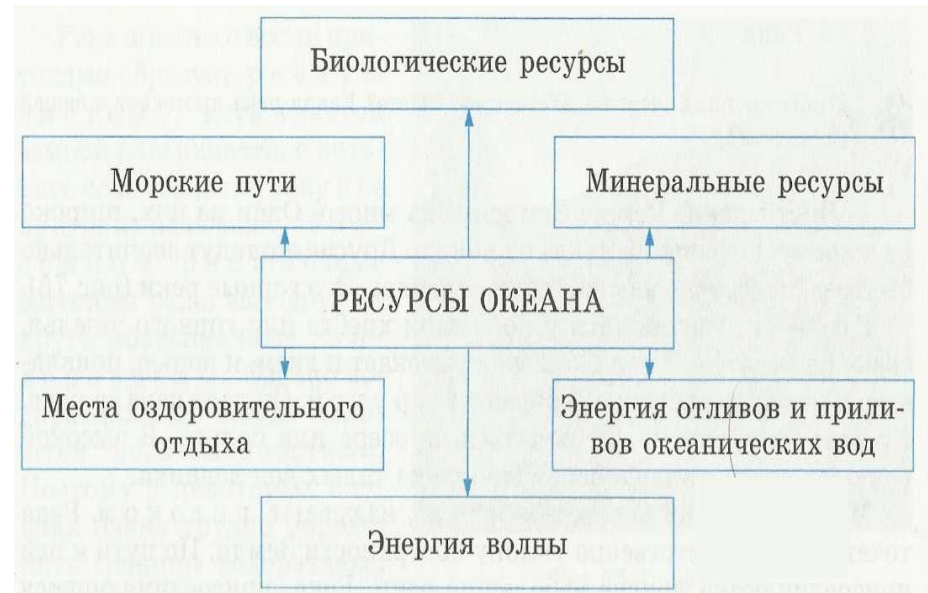 Биологические ресурсы
Морские пути
Минеральные ресурсы
РЕСУРСЫ ОКЕАНА
Места оздоровительного
отдыха
Энергия отливов и прили-
вов океанических вод
Энергия волны